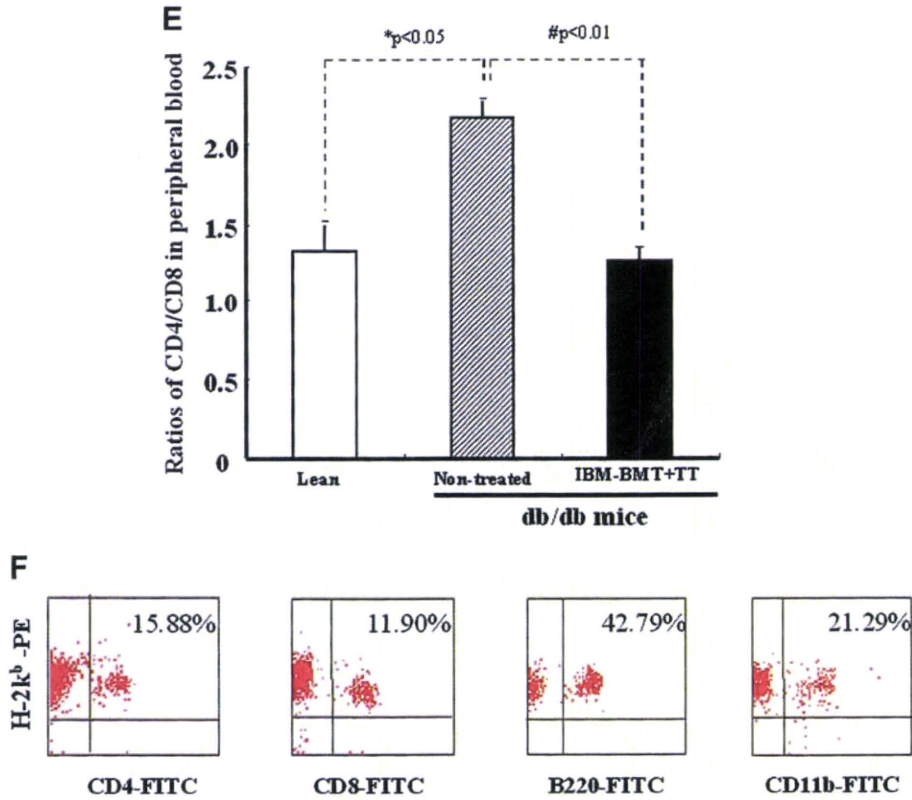 E
*p<0.05 #p<0.01
Ratios of CD4/CD8 in peripheral blood
2.5
2.0
1.5
1.0
0.5
0
Lean Non-treated IBM-BMT+TT
db/db mice
F
H-2kᵇ-PE
15.88% 11.90% 42.79% 21.29%
CD4-FITC CD8-FITC B220-FITC CD11b-FITC